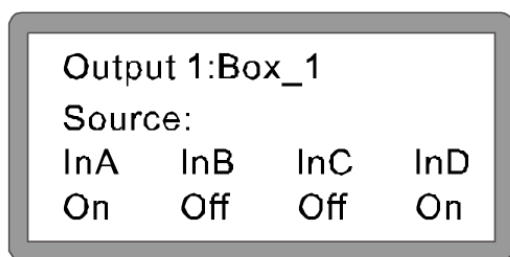 Output 1:Box_1
Source:
InA InB InC InD
On Off Off On